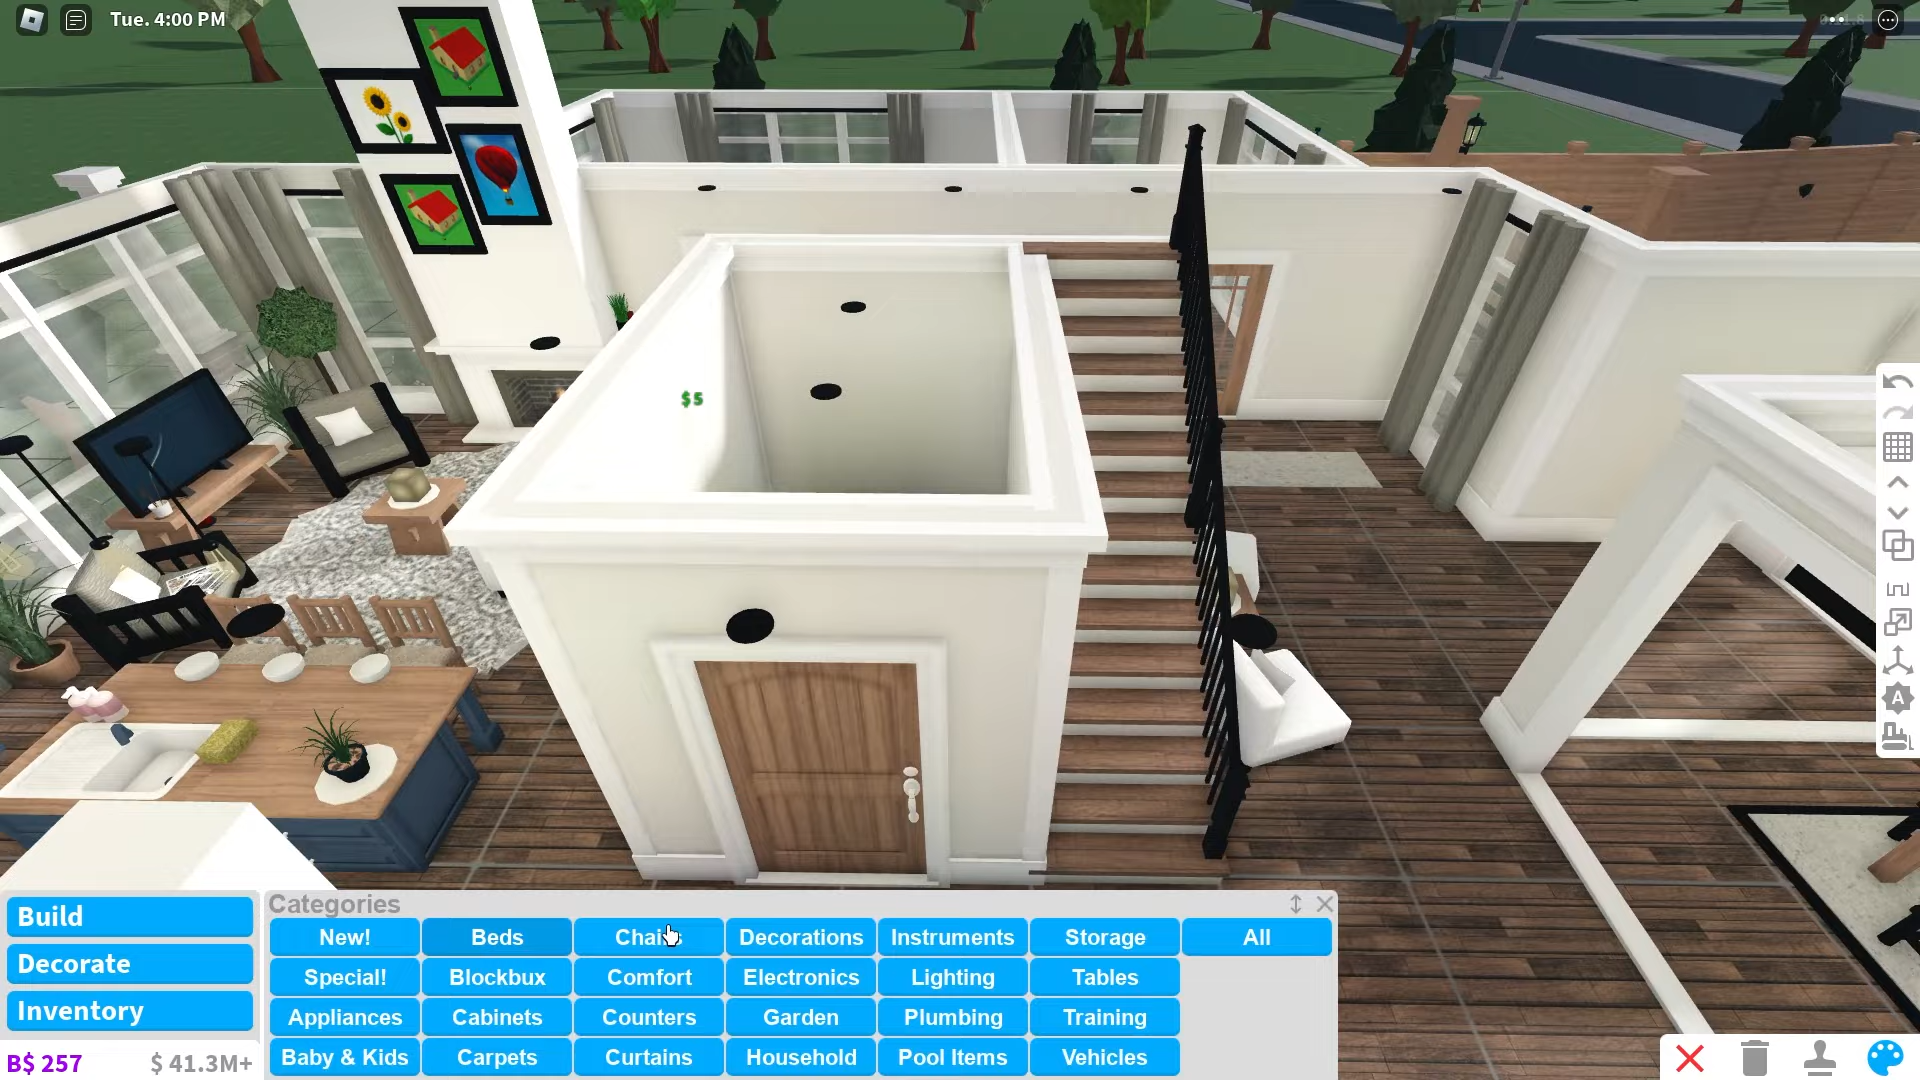 Tue. 4:00 PM
$5
A
Build
Decorate
Inventory
B$ 257
$ 41.3M+
Categories
New!
Beds
Chairs
Decorations
Instruments
Storage
All
Special!
Blockbux
Comfort
Electronics
Lighting
Tables
Appliances
Cabinets
Counters
Garden
Plumbing
Training
Baby & Kids
Carpets
Curtains
Household
Pool Items
Vehicles